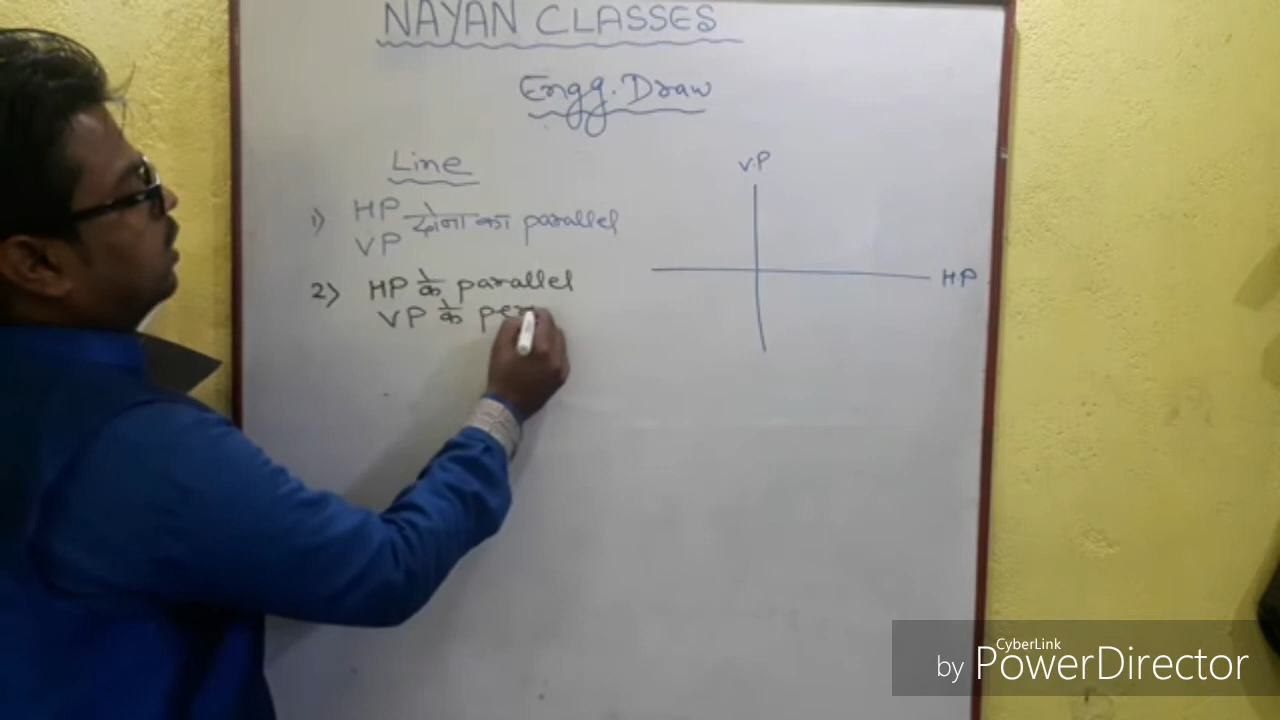 NAYAN CLASSES
Engg. Draw
Line
1) HP
VP दोना का parallel
2) HP के parallel
VP के per
V.P
HP
CyberLink
by PowerDirector